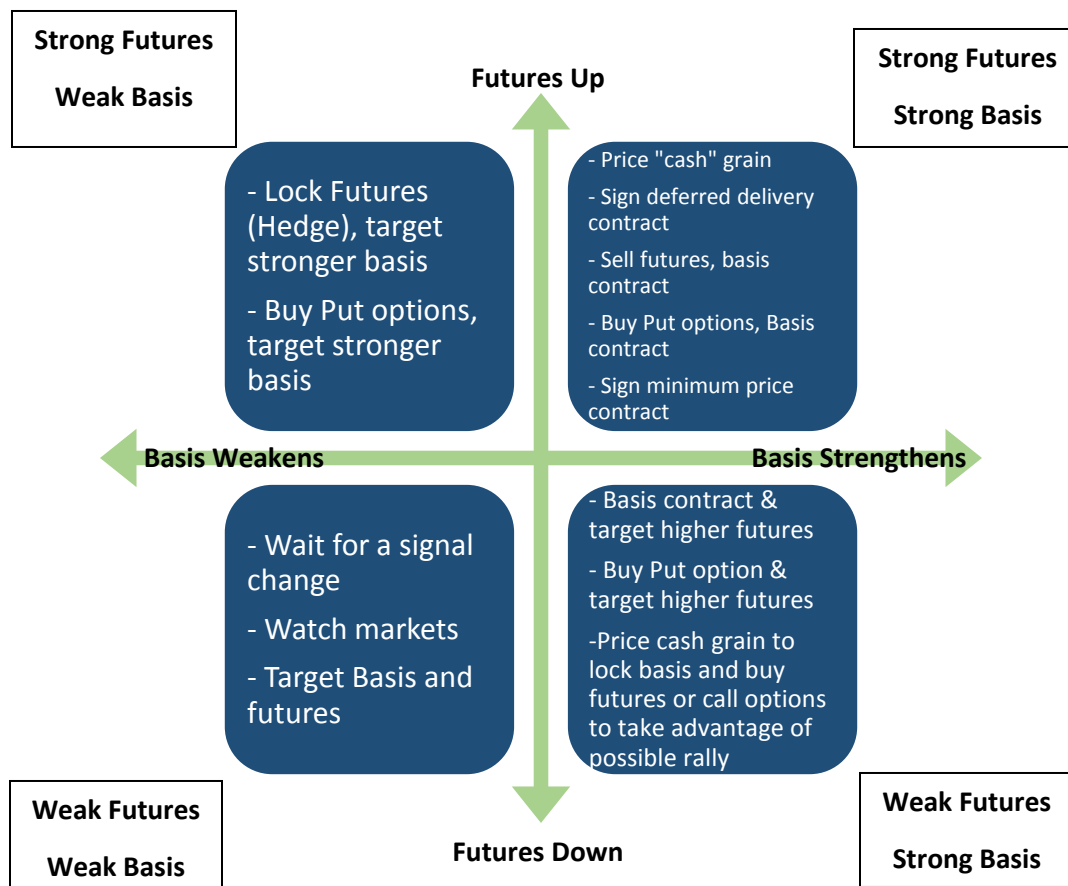 Strong Futures
Weak Basis
Futures Up
Strong Futures
Strong Basis
- Lock Futures
(Hedge), target
stronger basis
- Buy Put options,
target stronger
basis
- Price "cash" grain
- Sign deferred delivery
contract
- Sell futures, basis
contract
- Buy Put options, Basis
contract
- Sign minimum price
contract
Basis Weakens
Basis Strengthens
- Wait for a signal
change
- Watch markets
- Target Basis and
futures
- Basis contract &
target higher futures
- Buy Put option &
target higher futures
-Price cash grain to
lock basis and buy
futures or call options
to take advantage of
possible rally
Weak Futures
Weak Basis
Futures Down
Weak Futures
Strong Basis